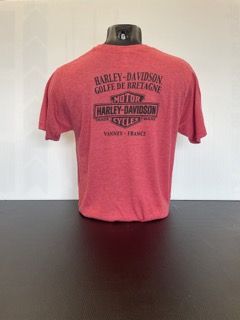 HARLEY-DAVIDSON
GOLFE DE BRETAGNE
MOTOR
HARLEY-DAVIDSON
CYCLES
VANNES - FRANCE